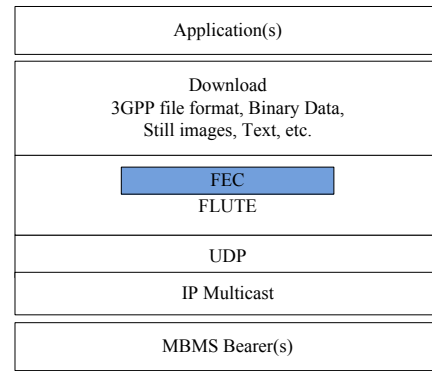 Application(s)
Download
3GPP file format, Binary Data,
Still images, Text, etc.
FEC
FLUTE
UDP
IP Multicast
MBMS Bearer(s)